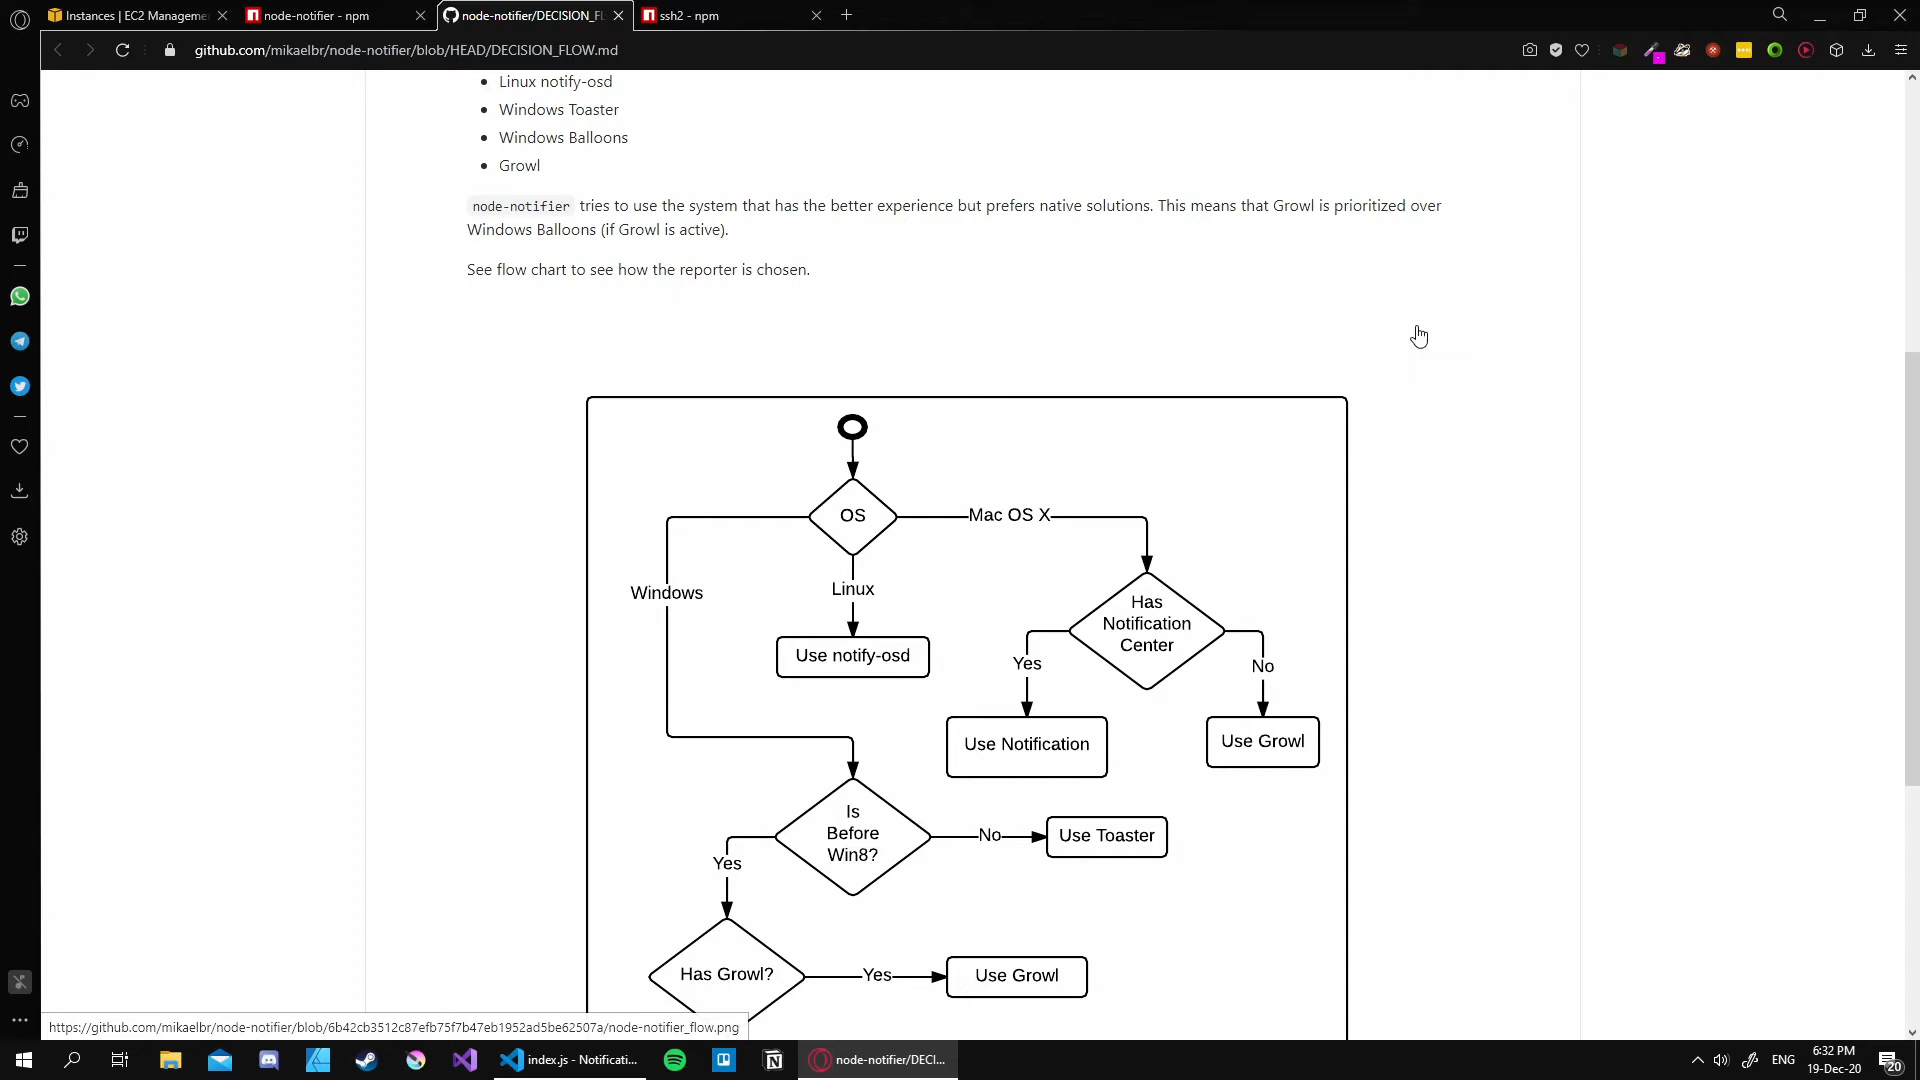 Instances | EC2 Manageme
node-notifier - npm
node-notifier/DECISION_F
ssh2 - npm
github.com/mikaelbr/node-notifier/blob/HEAD/DECISION_FLOW.md
Linux notify-osd
Windows Toaster
Windows Balloons
Growl
node-notifier tries to use the system that has the better experience but prefers native solutions. This means that Growl is prioritized over
Windows Balloons (if Growl is active).
See flow chart to see how the reporter is chosen.
OS
Mac OS X
Windows
Linux
Has
Notification
Center
Use notify-osd
Yes
No
Use Notification
Use Growl
Is
Before
Win8?
No
Use Toaster
Yes
Has Growl?
Yes
Use Growl
https://github.com/mikaelbr/node-notifier/blob/6b42cb3512c87efb75f7b47eb1952ad5be62507a/node-notifier_flow.png
index.js - Notificati...
node-notifier/DECI...
ENG
6:32 PM
19-Dec-20
20